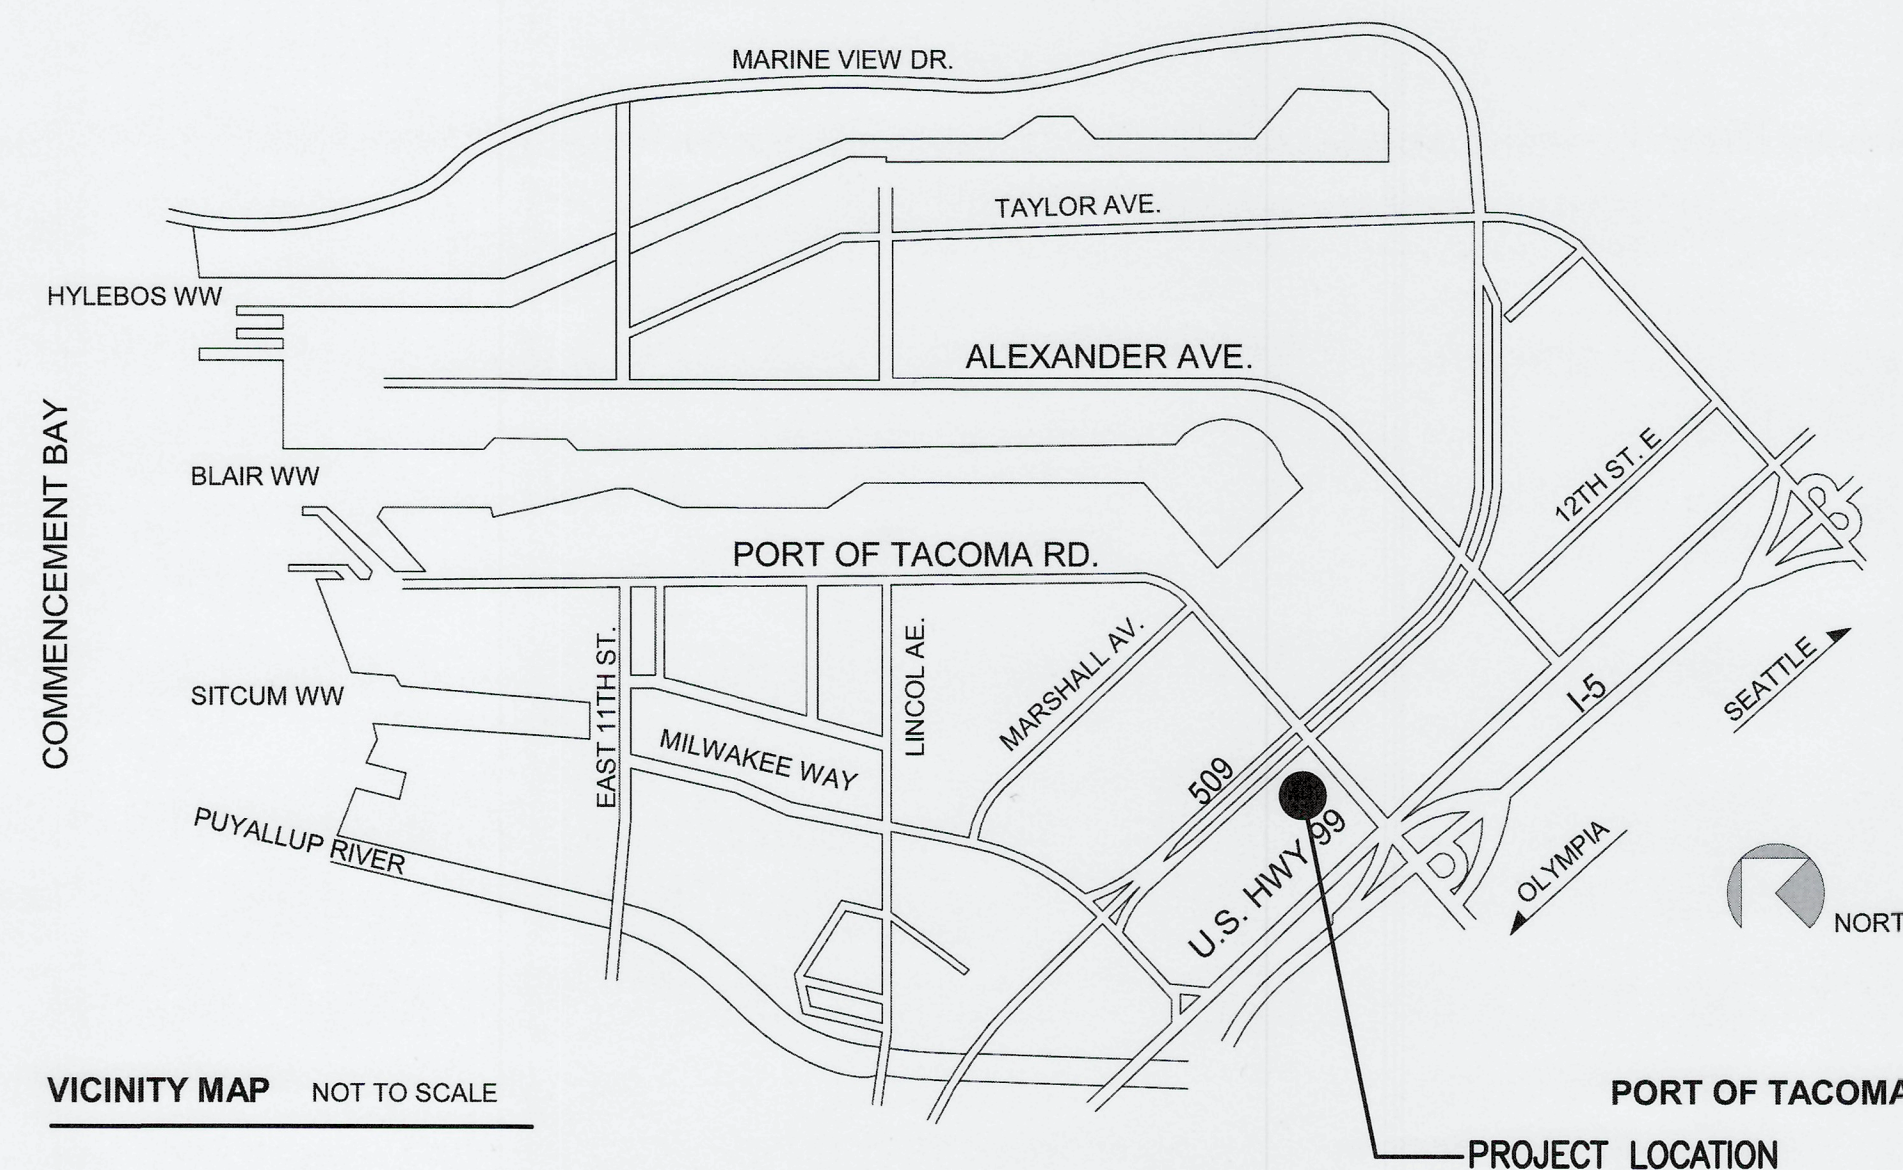 MARINE VIEW DR.
TAYLOR AVE.
HYLEBOS WW
ALEXANDER AVE.
COMMENCEMENT BAY
BLAIR WW
12TH ST. E
PORT OF TACOMA RD.
EAST 11TH ST.
LINCOL AE.
MARSHALL AV.
SITCUM WW
MILWAKEE WAY
I-5
SEATTLE
509
PUYALLUP RIVER
U.S. HWY 99
OLYMPIA
NORT
VICINITY MAP NOT TO SCALE
PORT OF TACOMA
PROJECT LOCATION